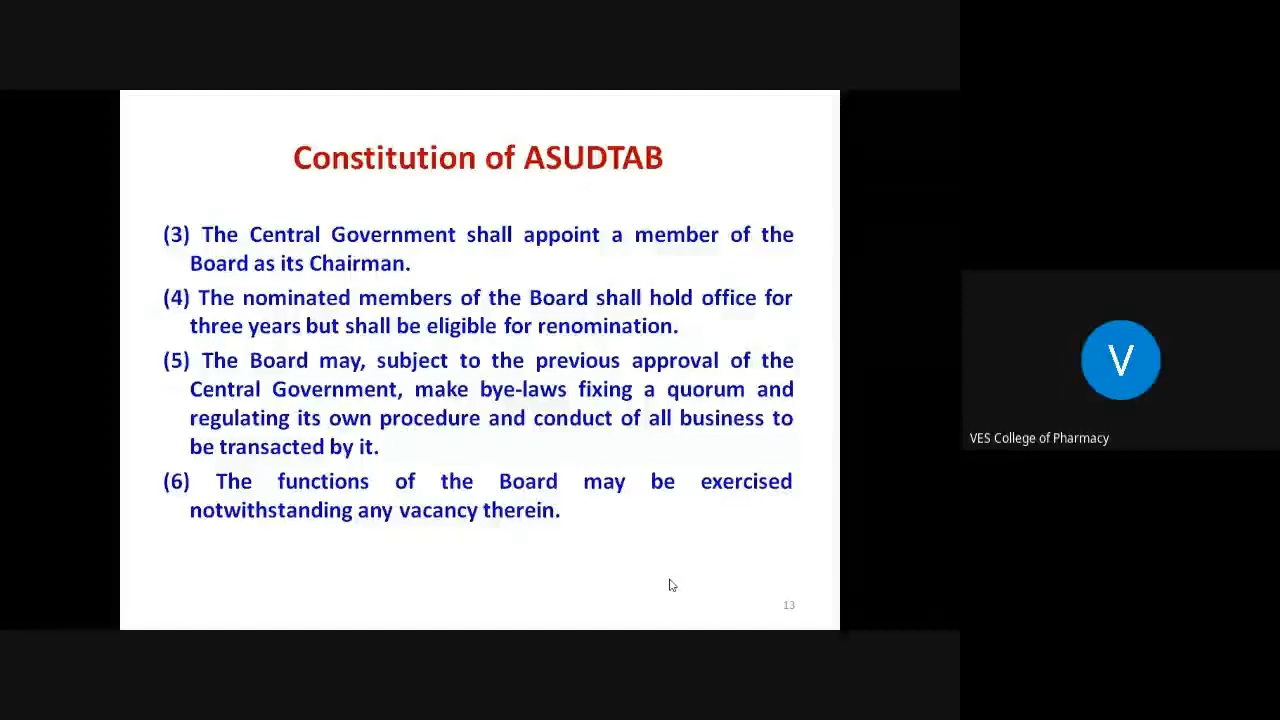 Constitution of ASUDTAB
(3) The Central Government shall appoint a member of the
Board as its Chairman.
(4) The nominated members of the Board shall hold office for
three years but shall be eligible for renomination.
(5) The Board may, subject to the previous approval of the
Central Government, make bye-laws fixing a quorum and
regulating its own procedure and conduct of all business to
be transacted by it.
(6) The functions of the Board may be exercised
notwithstanding any vacancy therein.
13
V
VES College of Pharmacy